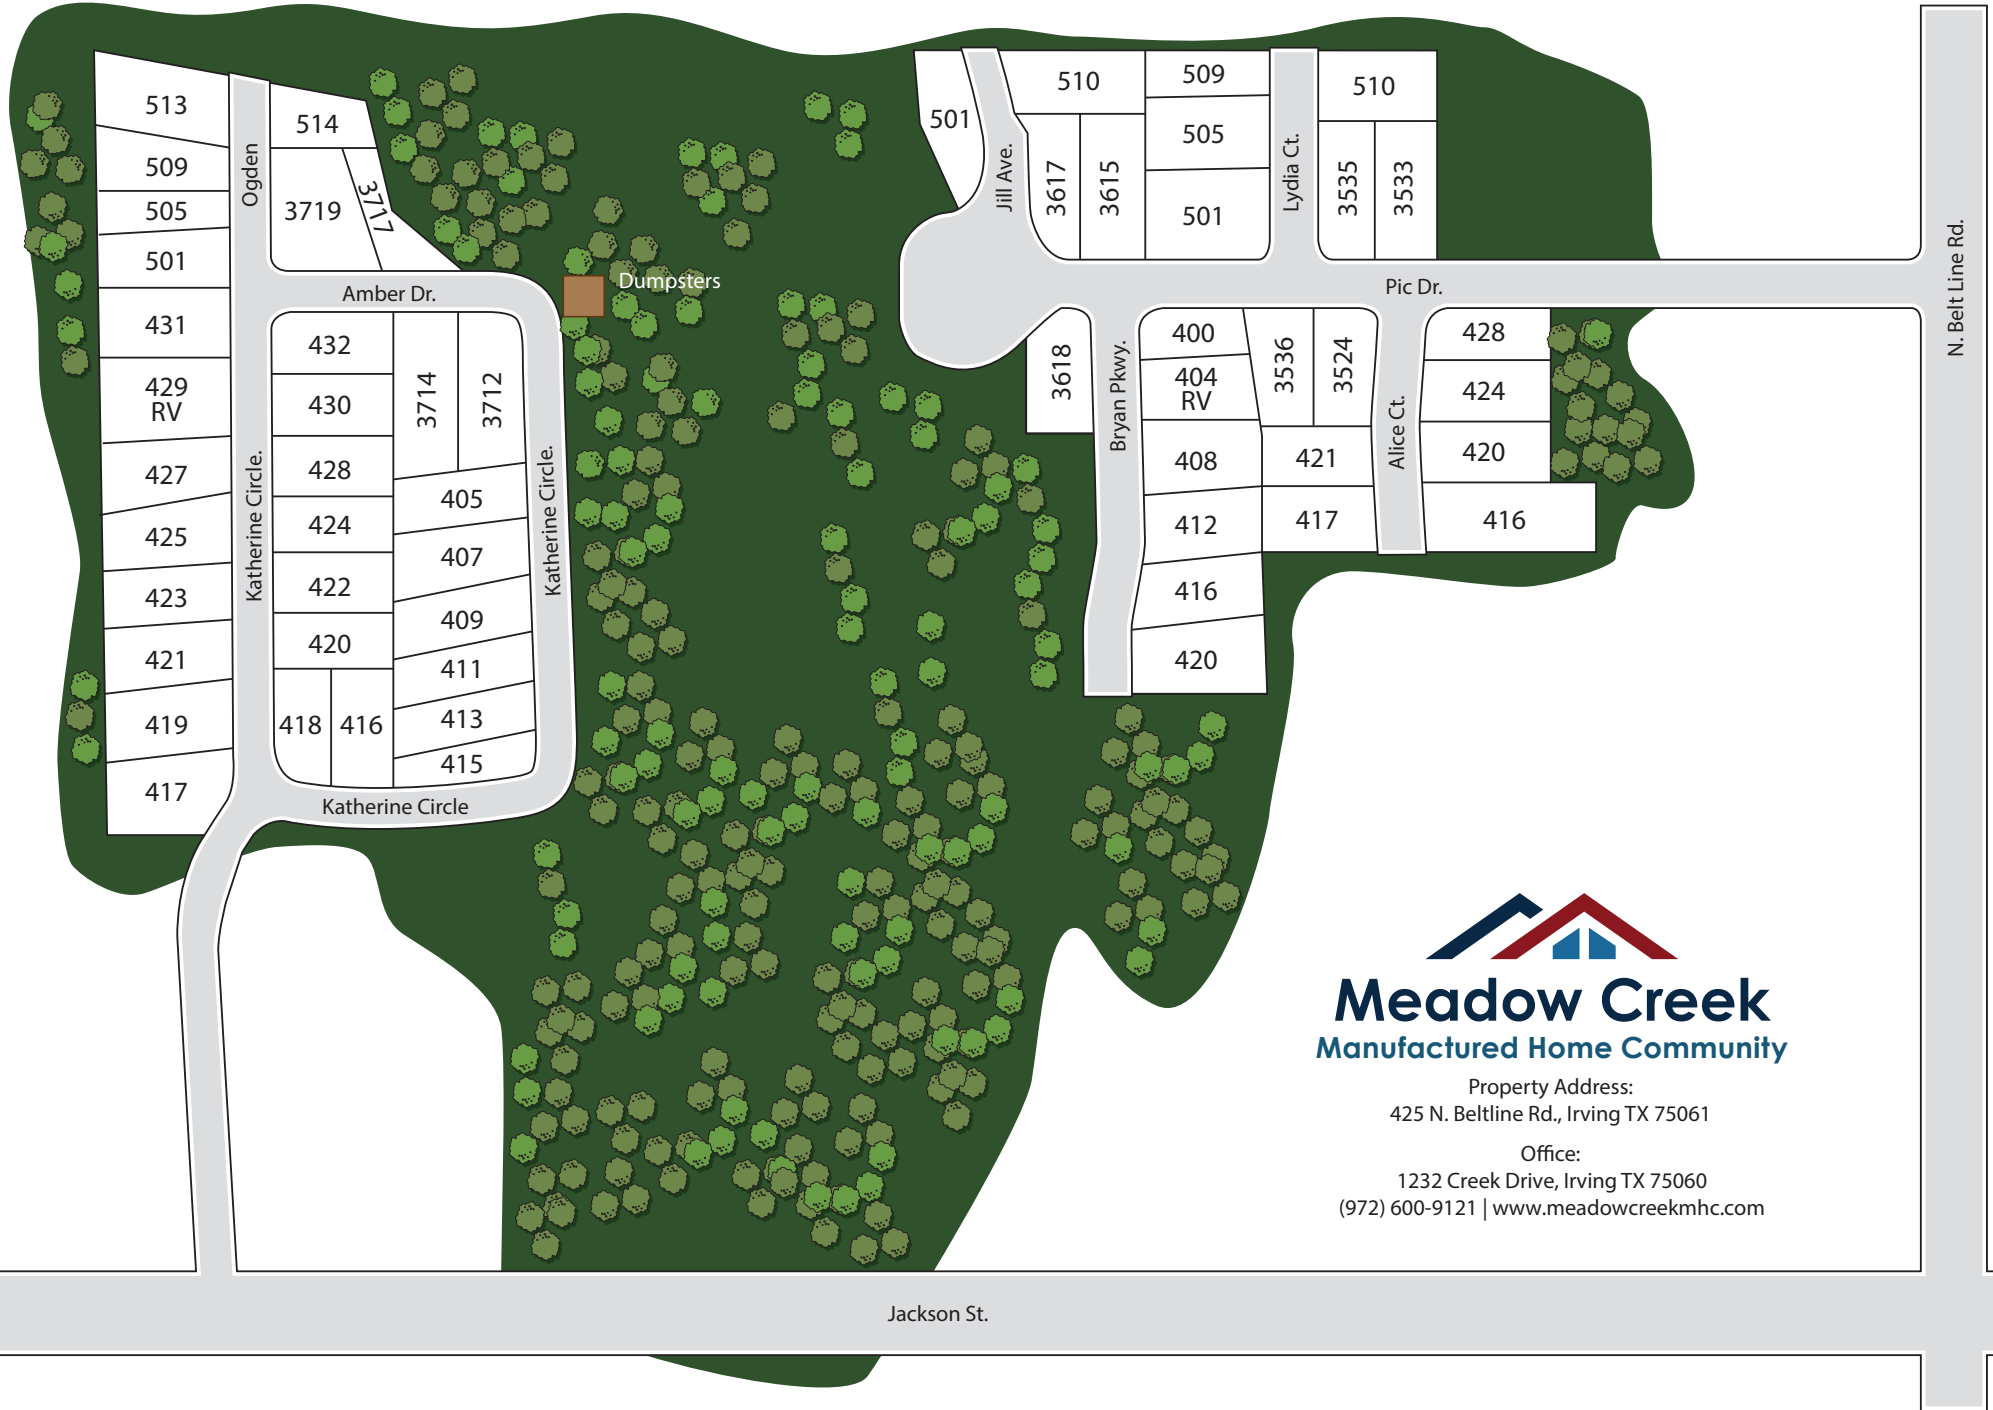 513
509
505
501
431
429
RV
427
425
423
421
419
417
Ogden
514
3719
3717
Amber Dr.
Katherine Circle.
432
430
428
424
422
420
418
416
3714
3712
405
407
409
411
413
415
Katherine Circle.
Katherine Circle
Dumpsters
501
Jill Ave.
510
3617
3615
509
505
501
Lydia Ct.
510
3535
3533
Pic Dr.
N. Belt Line Rd.
3618
Bryan Pkwy.
400
404
RV
408
412
416
420
3536
3524
421
417
Alice Ct.
428
424
420
416
Meadow Creek
Manufactured Home Community
Property Address:
425 N. Beltline Rd., Irving TX 75061
Office:
1232 Creek Drive, Irving TX 75060
(972) 600-9121 | www.meadowcreekmhc.com
Jackson St.